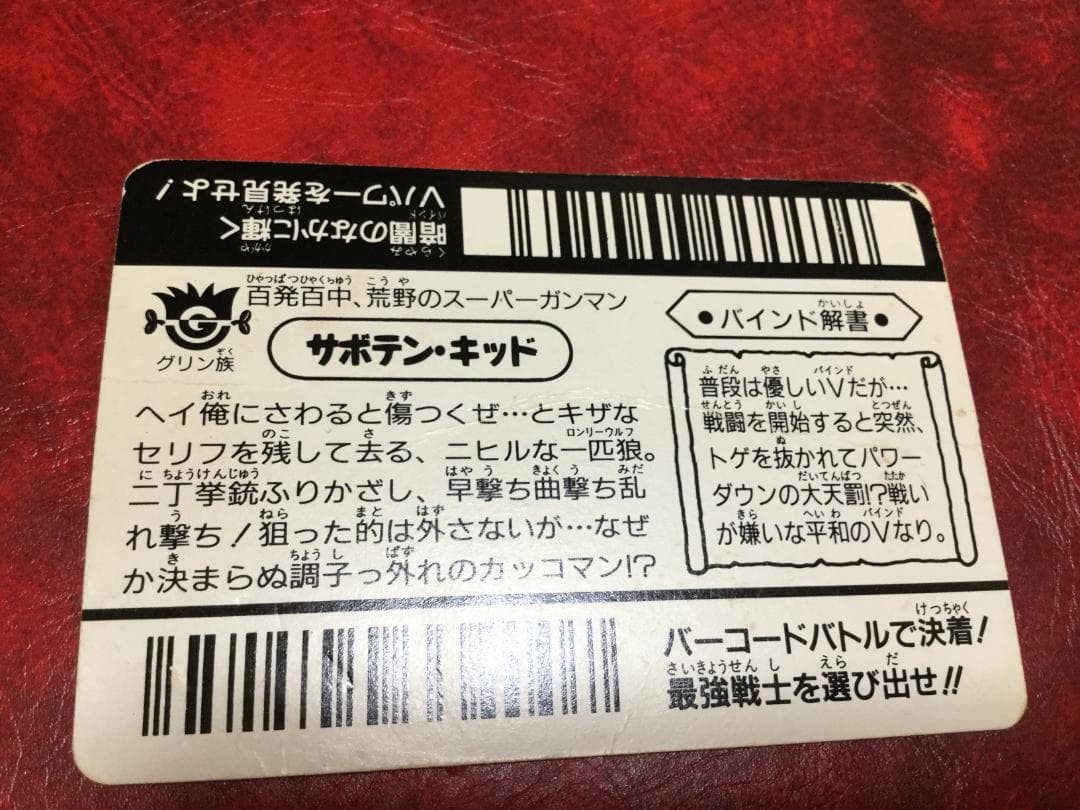 暗闇のなかに輝く
Vパワーを発見せよ!
百発百中、荒野のスーパーガンマン
G
グリン族
サボテン・キッド
ヘイ俺にさわると傷つくぜ…とキザな
セリフを残して去る、ニヒルな一匹狼。
二丁拳銃ふりかざし、早撃ち曲撃ち乱
れ撃ち!狙った的は外さないが…なぜ
か決まらぬ調子っ外れのカッコマン!?
●バインド解書●
普段は優しいVだが…
戦闘を開始すると突然、
トゲを抜かれてパワー
ダウンの大天罰!?戦い
が嫌いな平和のVなり。
バーコードバトルで決着!
最強戦士を選び出せ!!